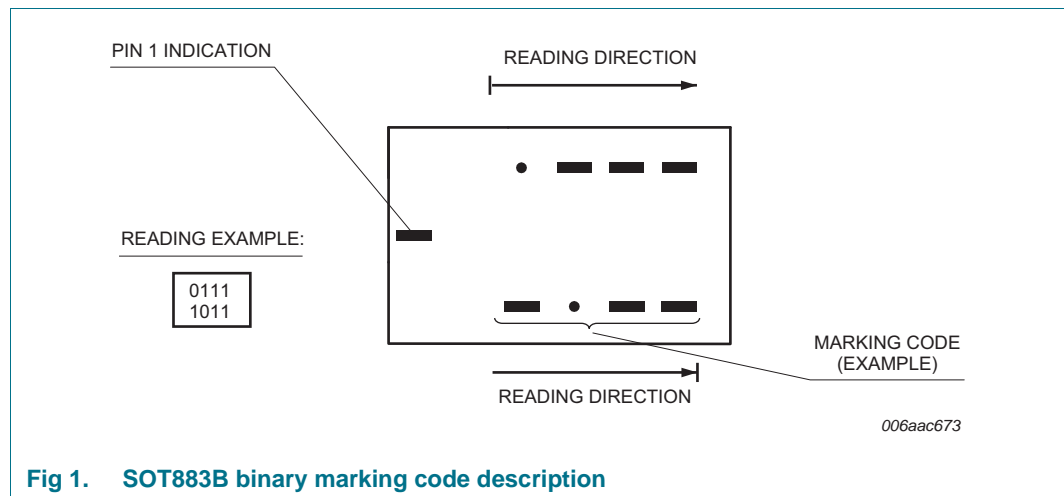 PIN 1 INDICATION
READING DIRECTION
READING EXAMPLE:
0111
1011
MARKING CODE
(EXAMPLE)
READING DIRECTION
006aac673
Fig 1. SOT883B binary marking code description